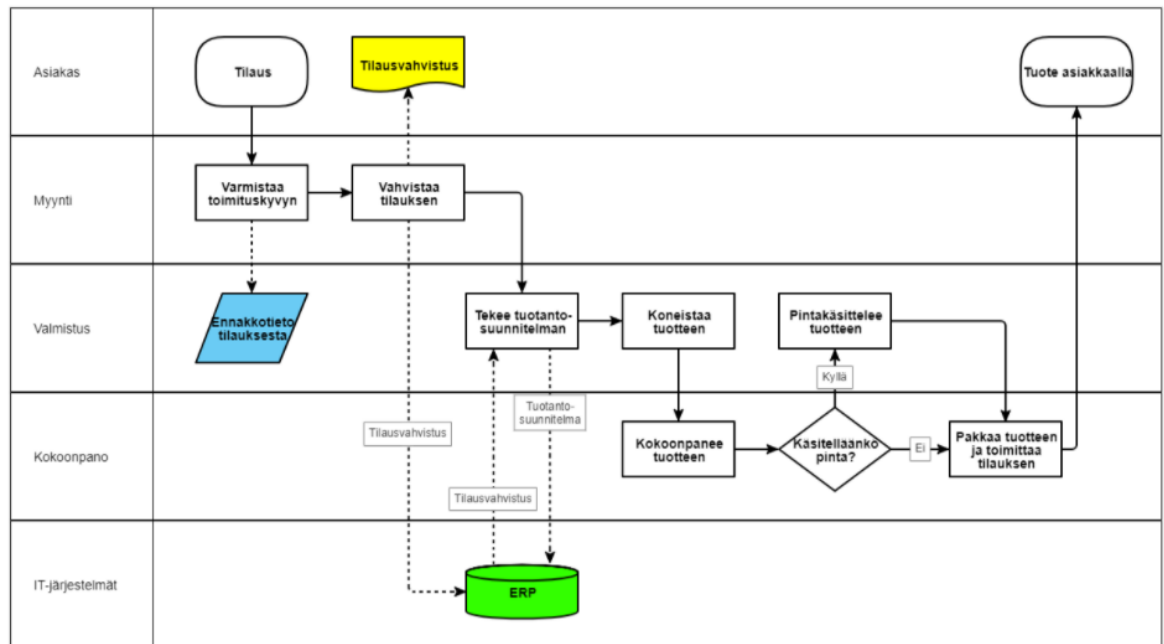 Asiakas
Tilaus
Tilausvahvistus
Tuote asiakkaalla
Myynti
Varmistaa
toimituskyvyn
Vahvistaa
tilauksen
Valmistus
Ennakkotieto
tilauksesta
Tekee tuotanto-
suunnitelman
Koneistaa
tuotteen
Pintakäsittelee
tuotteen
Kyllä
Tuotanto-
suunnitelma
Tilausvahvistus
Kokoonpano
Kokoonpanee
tuotteen
Käsitelläänkö
pinta?
Ei
Pakkaa tuotteen
ja toimittaa
tilauksen
Tilausvahvistus
IT-järjestelmät
ERP